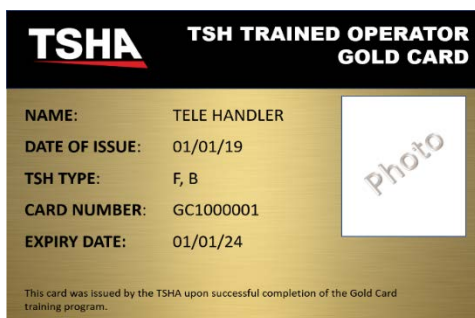 TSHA
TSH TRAINED OPERATOR
GOLD CARD
NAME: TELE HANDLER
DATE OF ISSUE: 01/01/19
TSH TYPE: F, B
CARD NUMBER: GC1000001
EXPIRY DATE: 01/01/24
Photo
This card was issued by the TSHA upon successful completion of the Gold Card
training program.